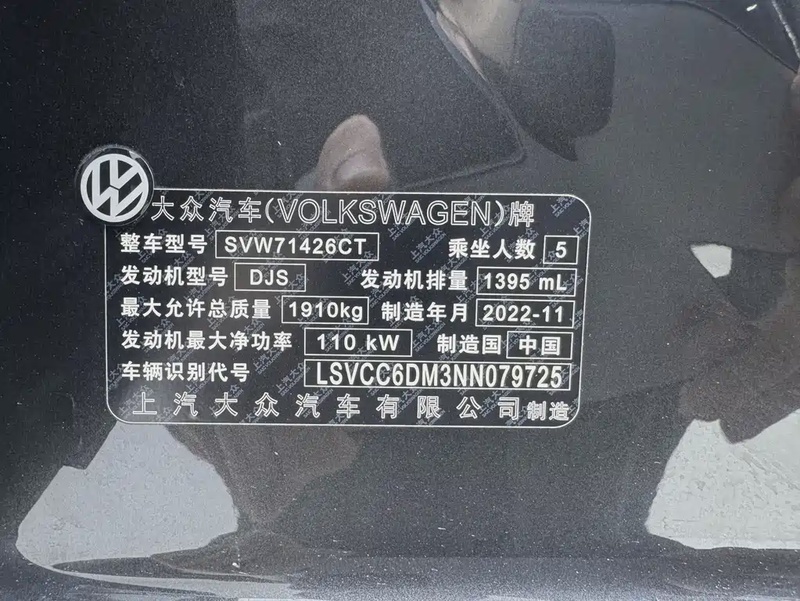 大众汽车(VOLKSWAGEN)牌
整车型号 SVW71426CT 乘坐人数 5
发动机型号 DJS 发动机排量 1395 mL
最大允许总质量 1910kg 制造年月 2022-11
发动机最大净功率 110 kW 制造国 中国
车辆识别代号 LSVCC6DM3NN079725
上汽大众汽车有限公司制造